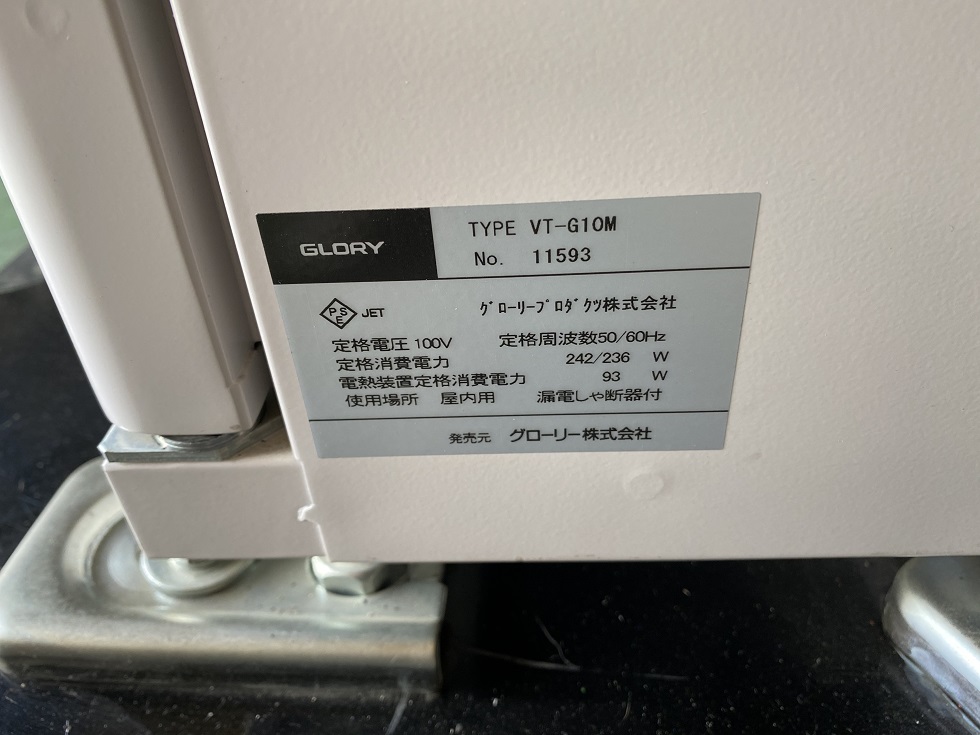 GLORY
TYPE VT-G10M
No. 11593
PSE JET
グローリープロダクツ株式会社
定格電圧 100V 定格周波数50/60Hz
定格消費電力 242/236 W
電熱装置定格消費電力 93 W
使用場所 屋内用 漏電しゃ断器付
発売元 グローリー株式会社